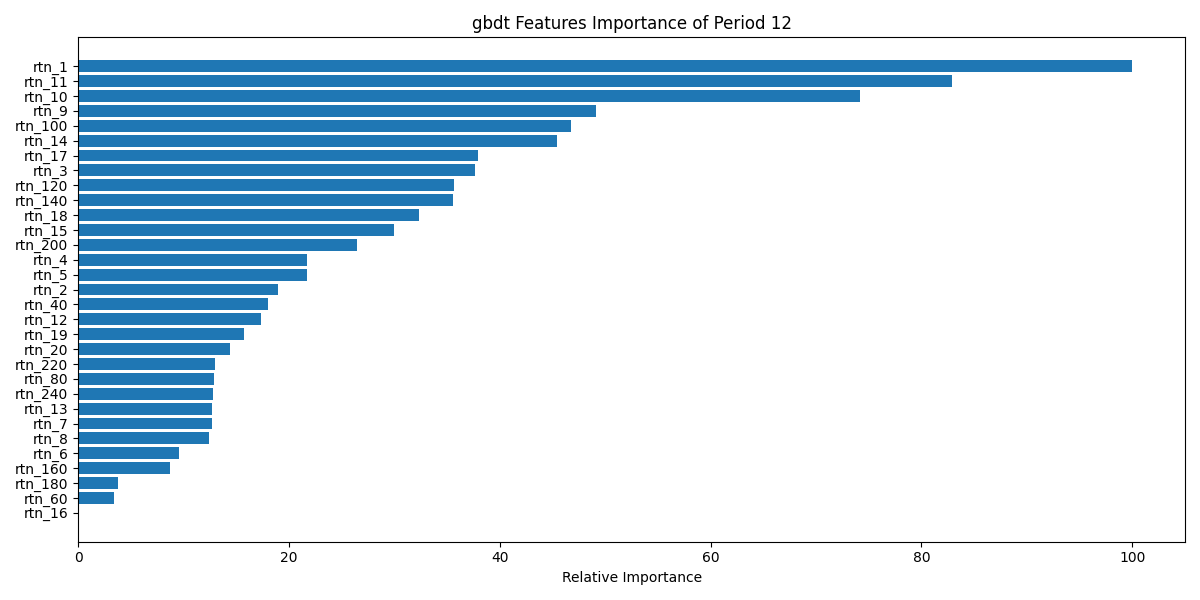 gbdt Features Importance of Period 12
rtn_1
rtn_11
rtn_10
rtn_9
rtn_100
rtn_14
rtn_17
rtn_3
rtn_120
rtn_140
rtn_18
rtn_15
rtn_200
rtn_4
rtn_5
rtn_2
rtn_40
rtn_12
rtn_19
rtn_20
rtn_220
rtn_80
rtn_240
rtn_13
rtn_7
rtn_8
rtn_6
rtn_160
rtn_180
rtn_60
rtn_16
0 20 40 60 80 100
Relative Importance